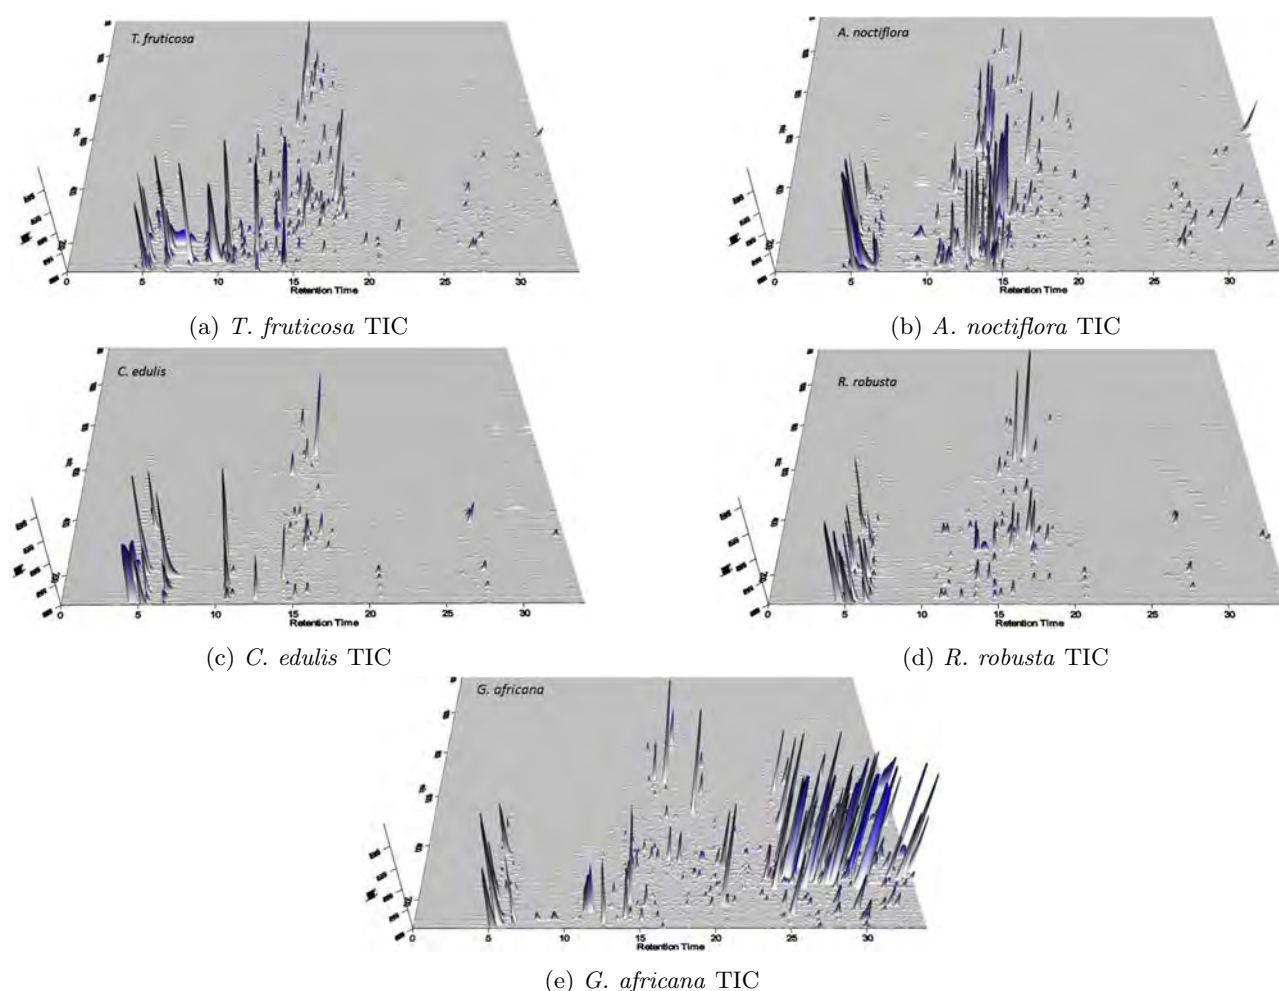 T. fruticosa
0 5 10 15 20 25 30
Retention Time
(a) T. fruticosa TIC
A. noctiflora
0 5 10 15 20 25 30
Retention Time
(b) A. noctiflora TIC
C. edulis
0 5 10 15 20 25 30
Retention Time
(c) C. edulis TIC
R. robusta
0 5 10 15 20 25 30
Retention Time
(d) R. robusta TIC
G. africana
0 5 10 15 20 25 30
Retention Time
(e) G. africana TIC